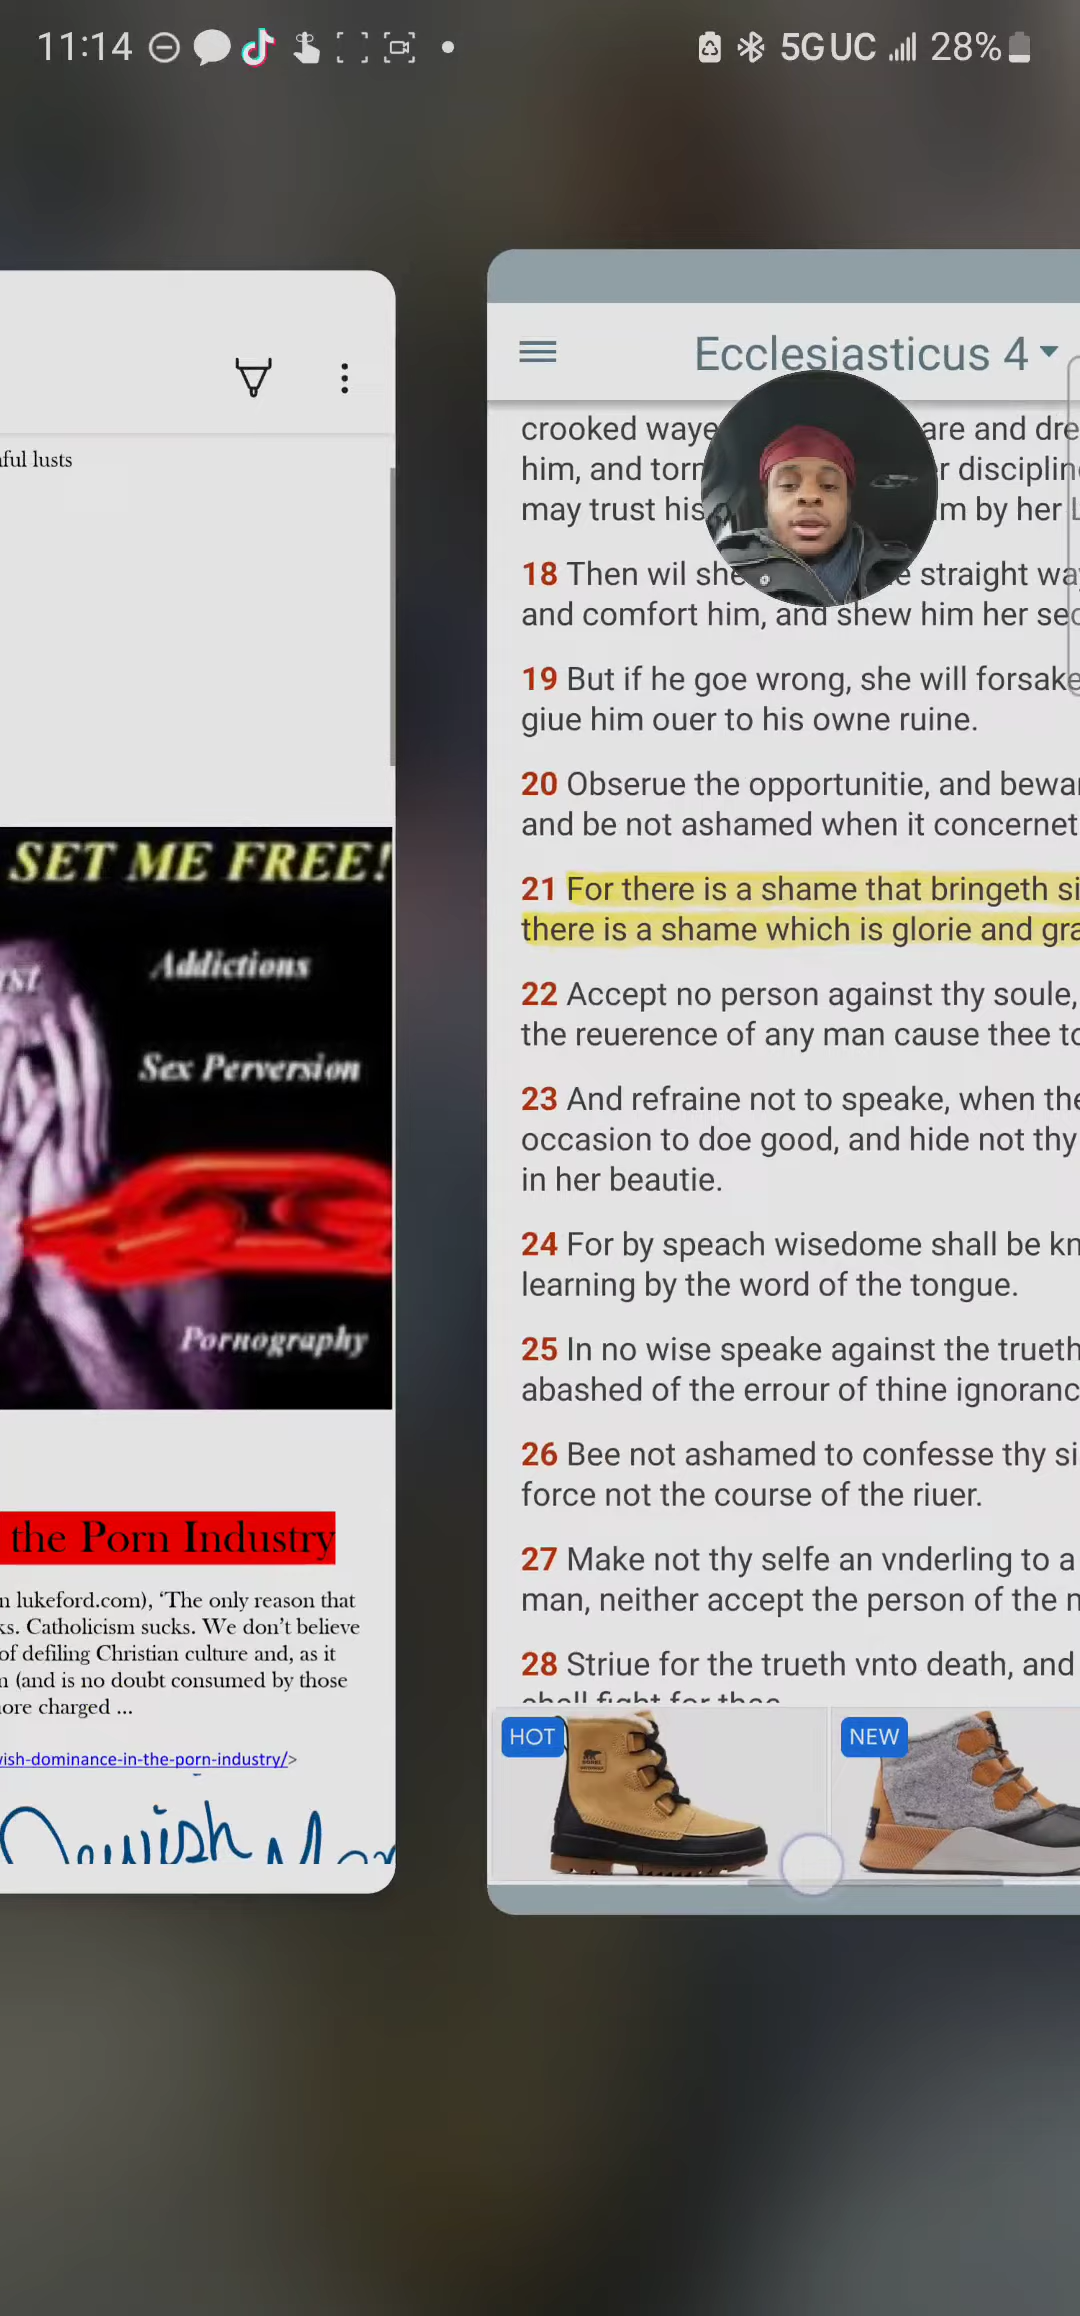 11:14
5G UC
28%
ful lusts
SET ME FREE!
Addictions
Sex Perversion
Pornography
the Porn Industry
lukeford.com), ‘The only reason that
Catholicism sucks. We don’t believe
of defiling Christian culture and, as it
(and is no doubt consumed by those
ore charged ...
ish-dominance-in-the-porn-industry/>
Jewish
Ecclesiasticus 4
crooked waye are and dre
him, and torm r disciplin
may trust his m by her l
18 Then wil she e straight wa
and comfort him, and shew him her sec
19 But if he goe wrong, she will forsake
giue him ouer to his owne ruine.
20 Obserue the opportunitie, and bewar
and be not ashamed when it concernet
21 For there is a shame that bringeth si
there is a shame which is glorie and gra
22 Accept no person against thy soule,
the reuerence of any man cause thee to
23 And refraine not to speake, when the
occasion to doe good, and hide not thy
in her beautie.
24 For by speach wisedome shall be kn
learning by the word of the tongue.
25 In no wise speake against the trueth
abashed of the errour of thine ignoranc
26 Bee not ashamed to confesse thy si
force not the course of the riuer.
27 Make not thy selfe an vnderling to a
man, neither accept the person of the m
28 Striue for the trueth vnto death, and
shall fight for thee
HOT
NEW